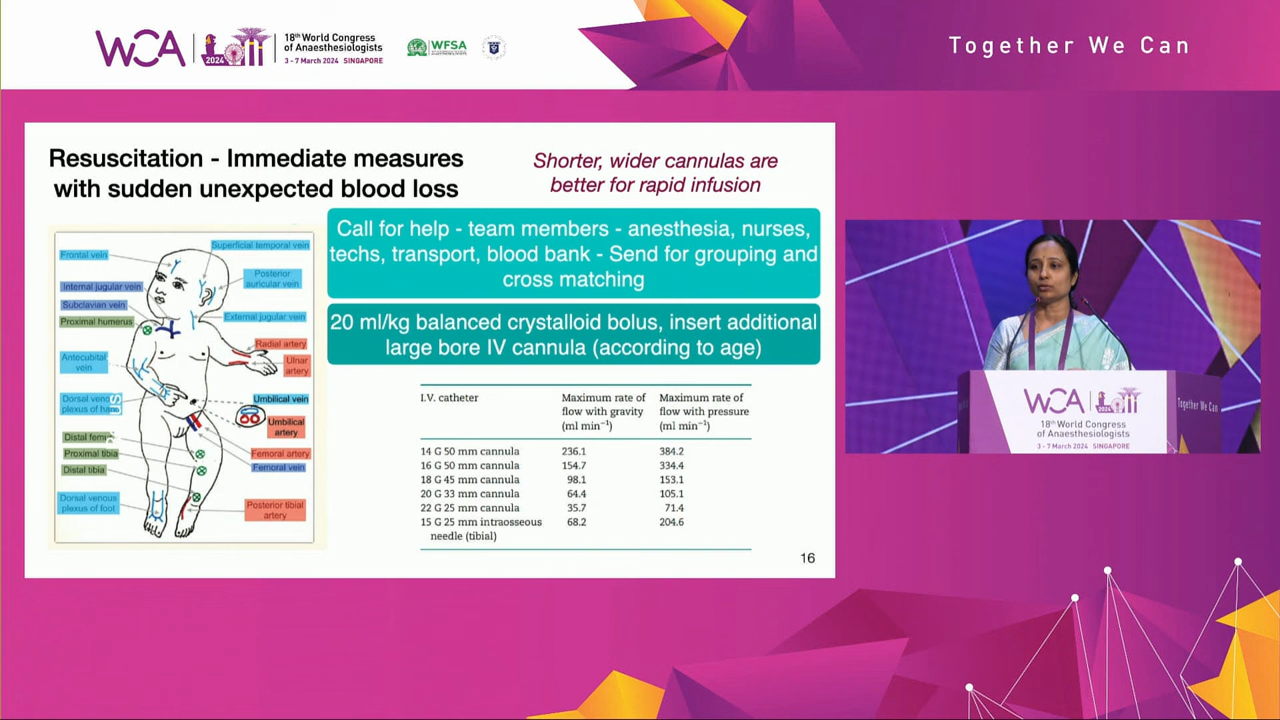 WCA
2024
18th World Congress
of Anaesthesiologists
3 - 7 March 2024 SINGAPORE
WFSA
Together We Can
Resuscitation - Immediate measures
with sudden unexpected blood loss
Shorter, wider cannulas are
better for rapid infusion
Call for help - team members - anesthesia, nurses,
techs, transport, blood bank - Send for grouping and
cross matching
20 ml/kg balanced crystalloid bolus, insert additional
large bore IV cannula (according to age)
Frontal vein
Superficial temporal vein
Posterior
auricular vein
Internal jugular vein
Subclavian vein
Proximal humerus
External jugular vein
Radial artery
Ulnar
artery
Antecubital
vein
Dorsal
plexus of
Umbilical vein
Umbilical
artery
Distal
Proximal tibia
Distal tibia
Femoral artery
Femoral vein
Dorsal venous
plexus of foot
Posterior tibial
artery
I.V. catheter Maximum rate of Maximum rate of
flow with gravity flow with pressure
(ml min⁻¹) (ml min⁻¹)
14 G 50 mm cannula 236.1 384.2
16 G 50 mm cannula 154.7 334.4
18 G 45 mm cannula 98.1 153.1
20 G 33 mm cannula 64.4 105.1
22 G 25 mm cannula 35.7 71.4
15 G 25 mm intraosseous 68.2 204.6
needle (tibial)
16
WCA
2024
18th World Congress
of Anaesthesiologists
3 - 7 March 2024 SINGAPORE
Together We Can